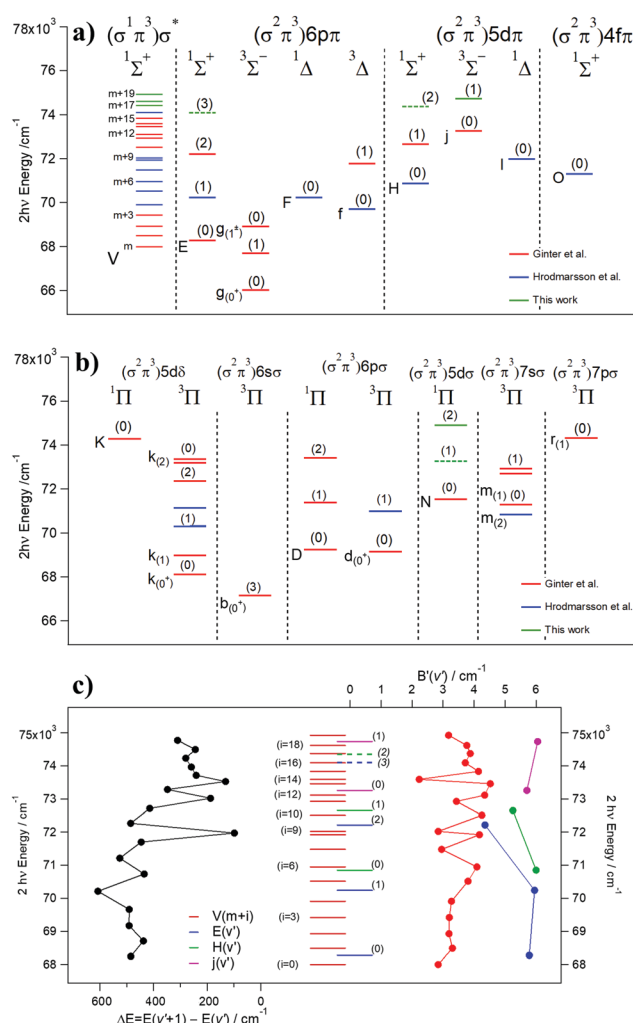 a)
(σ¹π³)σ* (σ²π³)6pπ (σ²π³)5dπ (σ²π³)4fπ
¹Σ⁺ ¹Σ⁺ ³Σ⁻ ¹Δ ³Δ ¹Σ⁺ ³Σ⁻ ¹Δ ¹Σ⁺
78x10³
76
74
72
70
68
66
2hν Energy /cm⁻¹
m+19
m+17
m+15
m+12
m+9
m+6
m+3
m
V
(3)
(2)
(1)
E (0)
g(1±) (0)
(1)
g(0⁺) (0)
F (0)
(1)
f (0)
(2)
(1)
H (0)
(1)
j (0)
I (0)
O (0)
Ginter et al.
Hrodmarsson et al.
This work
b)
(σ²π³)5dδ (σ²π³)6sσ (σ²π³)6pσ (σ²π³)5dσ (σ²π³)7sσ (σ²π³)7pσ
¹Π ³Π ³Π ¹Π ³Π ¹Π ³Π ³Π
78x10³
76
74
72
70
68
66
2hν Energy /cm⁻¹
K (0)
(0)
k(2)
(2)
(1)
k(1)
k(0⁺) (0)
b(0⁺) (3)
(2)
(1)
D (0)
(1)
d(0⁺) (0)
(2)
(1)
N (0)
(1)
m(1) (0)
m(2)
r(1) (0)
Ginter et al.
Hrodmarsson et al.
This work
c)
B'(v') / cm⁻¹
0 1 2 3 4 5 6
75x10³
74
73
72
71
70
69
68
2 hν Energy / cm⁻¹
(i=18)
(i=16)
(i=14)
(i=12)
(i=10)
(i=9)
(i=6)
(i=3)
(i=0)
(1)
(2)
(3)
(0)
(1)
(2)
(0)
(1)
(0)
V(m+i)
E(v')
H(v')
j(v')
75x10³
74
73
72
71
70
69
68
2 hν Energy / cm⁻¹
600 400 200 0
ΔE=E(v'+1) – E(v') / cm⁻¹